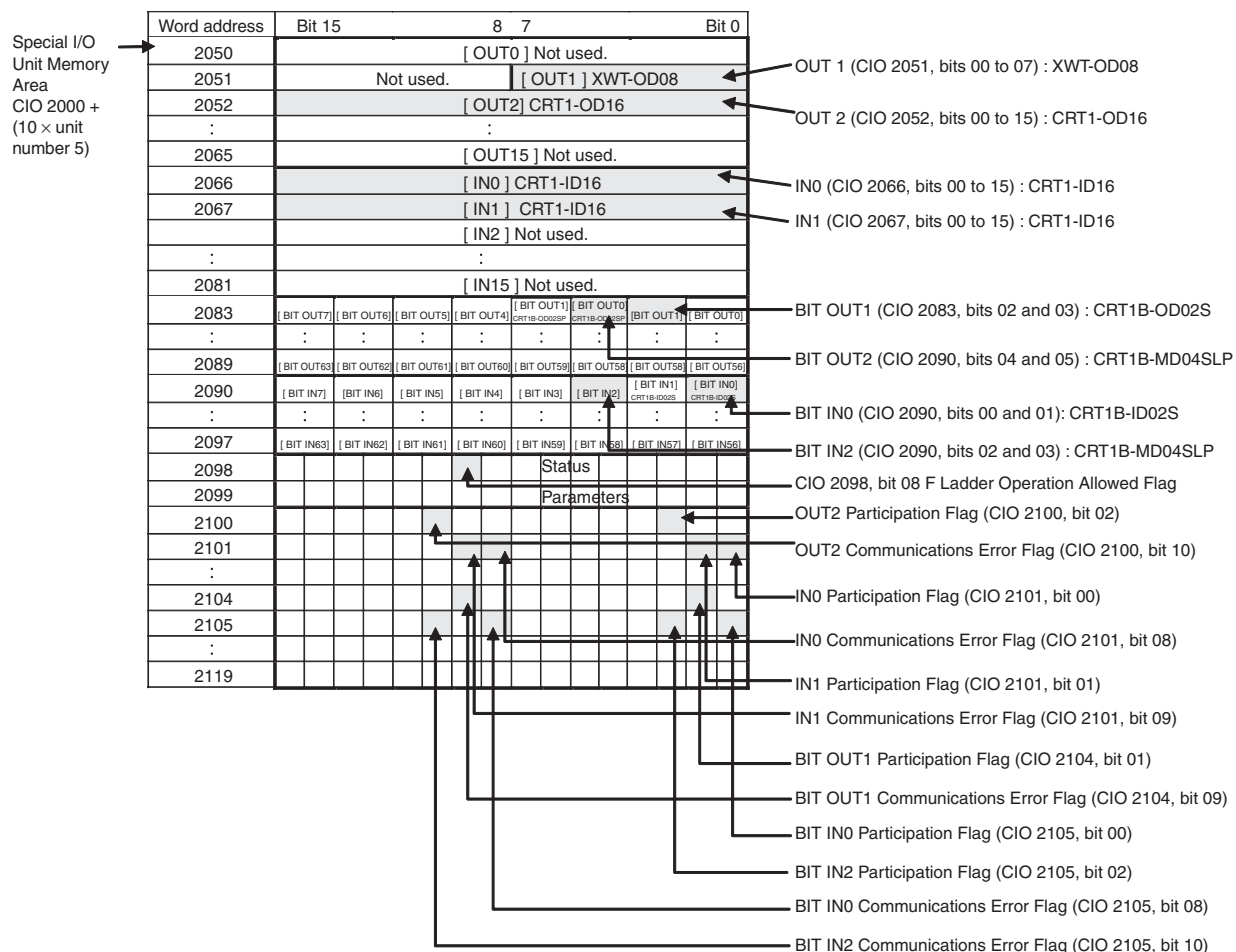 Special I/O
Unit Memory
Area
CIO 2000 +
(10 × unit
number 5)
Word address Bit 15 8 7 Bit 0
2050 [ OUT0 ] Not used.
2051 Not used. [ OUT1 ] XWT-OD08
2052 [ OUT2] CRT1-OD16
: :
2065 [ OUT15 ] Not used.
2066 [ IN0 ] CRT1-ID16
2067 [ IN1 ] CRT1-ID16
[ IN2 ] Not used.
: :
2081 [ IN15 ] Not used.
2083 [ BIT OUT7] [ BIT OUT6] [ BIT OUT5] [ BIT OUT4] [ BIT OUT1] CRT1B-OD02SP [ BIT OUT0] CRT1B-OD02SP [BIT OUT1] [ BIT OUT0]
: : : : : : : : :
2089 [ BIT OUT63] [ BIT OUT62] [ BIT OUT61] [ BIT OUT60] [ BIT OUT59] [ BIT OUT58] [ BIT OUT58] [ BIT OUT56]
2090 [ BIT IN7] [BIT IN6] [ BIT IN5] [ BIT IN4] [ BIT IN3] [ BIT IN2] [ BIT IN1] CRT1B-ID02S [ BIT IN0] CRT1B-ID02S
: : : : : : : : :
2097 [ BIT IN63] [ BIT IN62] [ BIT IN61] [ BIT IN60] [ BIT IN59] [ BIT IN58] [ BIT IN57] [ BIT IN56]
2098 Status
2099 Parameters
2100
2101
:
2104
2105
:
2119
OUT 1 (CIO 2051, bits 00 to 07) : XWT-OD08
OUT 2 (CIO 2052, bits 00 to 15) : CRT1-OD16
IN0 (CIO 2066, bits 00 to 15) : CRT1-ID16
IN1 (CIO 2067, bits 00 to 15) : CRT1-ID16
BIT OUT1 (CIO 2083, bits 02 and 03) : CRT1B-OD02S
BIT OUT2 (CIO 2090, bits 04 and 05) : CRT1B-MD04SLP
BIT IN0 (CIO 2090, bits 00 and 01): CRT1B-ID02S
BIT IN2 (CIO 2090, bits 02 and 03) : CRT1B-MD04SLP
CIO 2098, bit 08 F Ladder Operation Allowed Flag
OUT2 Participation Flag (CIO 2100, bit 02)
OUT2 Communications Error Flag (CIO 2100, bit 10)
IN0 Participation Flag (CIO 2101, bit 00)
IN0 Communications Error Flag (CIO 2101, bit 08)
IN1 Participation Flag (CIO 2101, bit 01)
IN1 Communications Error Flag (CIO 2101, bit 09)
BIT OUT1 Participation Flag (CIO 2104, bit 01)
BIT OUT1 Communications Error Flag (CIO 2104, bit 09)
BIT IN0 Participation Flag (CIO 2105, bit 00)
BIT IN2 Participation Flag (CIO 2105, bit 02)
BIT IN0 Communications Error Flag (CIO 2105, bit 08)
BIT IN2 Communications Error Flag (CIO 2105, bit 10)